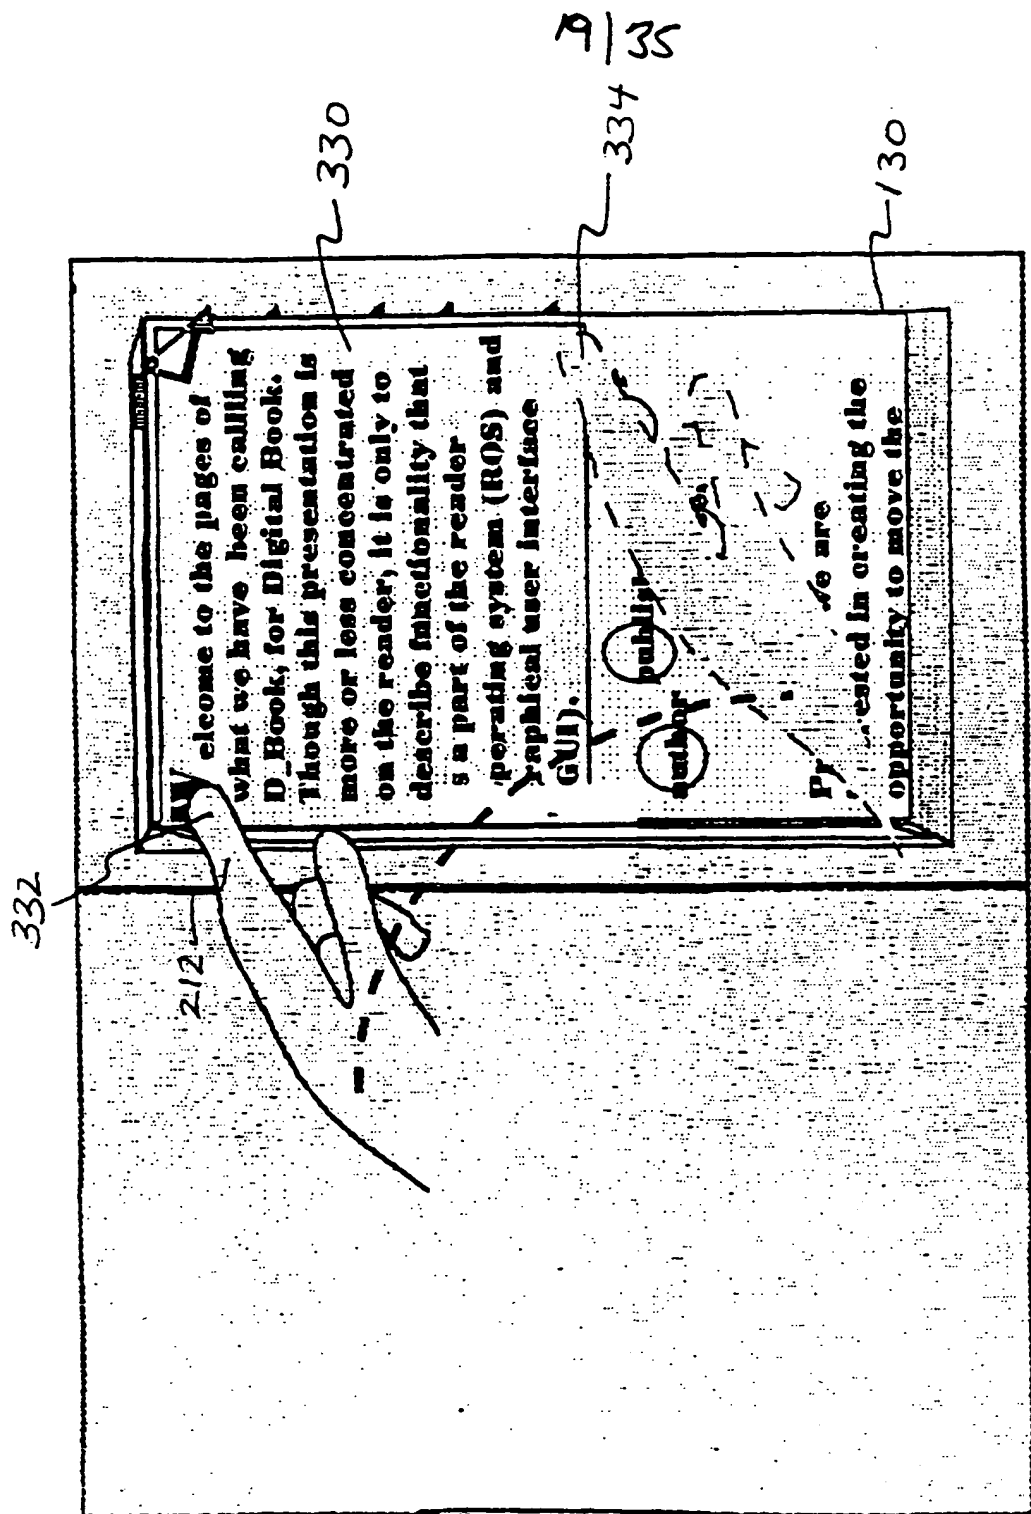 19/35
332
212
330
334
130
W elcome to the pages of
what we have been calling
D_Book, for Digital Book.
Though this presentation is
more or less concentrated
on the reader, it is only to
describe functionality that
s a part of the reader
perating system (ROS) and
raphical user interface
GUI).
author publish
We are
ested in creating the
opportunity to move the